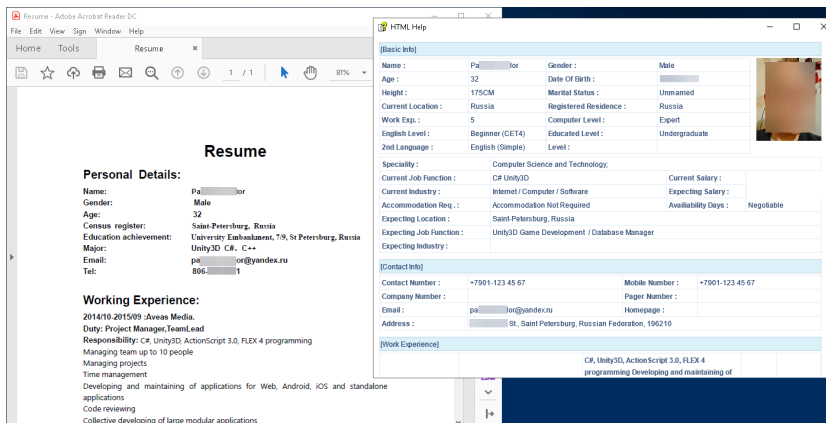 Resume - Adobe Acrobat Reader DC
File Edit View Sign Window Help
Home Tools Resume ×
1 / 1 81%
Resume
Personal Details:
Name: Pa lor
Gender: Male
Age: 32
Census register: Saint-Petersburg, Russia
Education achievement: University Embankment, 7/9, St Petersburg, Russia
Major: Unity3D C#、C++
Email: pa or@yandex.ru
Tel: 806- 1
Working Experience:
2014/10-2015/09 :Aveas Media.
Duty: Project Manager,TeamLead
Responsibility: C#, Unity3D, ActionScript 3.0, FLEX 4 programming
Managing team up to 10 people
Managing projects
Time management
Developing and maintaining of applications for Web, Android, iOS and standalone
applications
Code reviewing
Collective developing of large modular applications
HTML Help
[Basic Info]
Name : Pa lor Gender : Male
Age : 32 Date Of Birth :
Height : 175CM Marital Status : Unmarried
Current Location : Russia Registered Residence : Russia
Work Exp. : 5 Computer Level : Expert
English Level : Beginner (CET4) Educated Level : Undergraduate
2nd Language : English (Simple) Level :
Speciality : Computer Science and Technology;
Current Job Function : C# Unity3D Current Salary :
Current Industry : Internet / Computer / Software Expecting Salary :
Accommodation Req. : Accommodation Not Required Availiability Days : Negotiable
Expecting Location : Saint-Petersburg, Russia
Expecting Job Function : Unity3D Game Development / Database Manager
Expecting Industry :
[Contact Info]
Contact Number : +7901-123 45 67 Mobile Number : +7901-123 45 67
Company Number : Pager Number :
Email : pa lor@yandex.ru Homepage :
Address : St., Saint Petersburg, Russian Federation, 196210
[Work Experience]
C#, Unity3D, ActionScript 3.0, FLEX 4
programming Developing and maintaining of